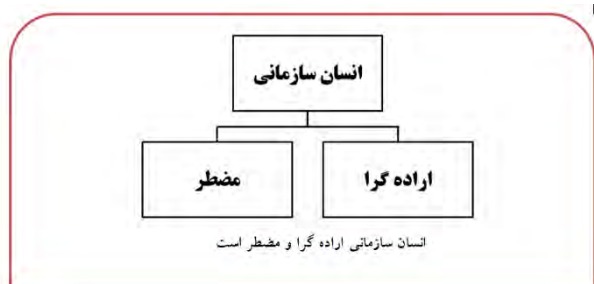 انسان سازمانی
اراده گرا
مضطر
انسان سازمانی اراده گرا و مضطر است